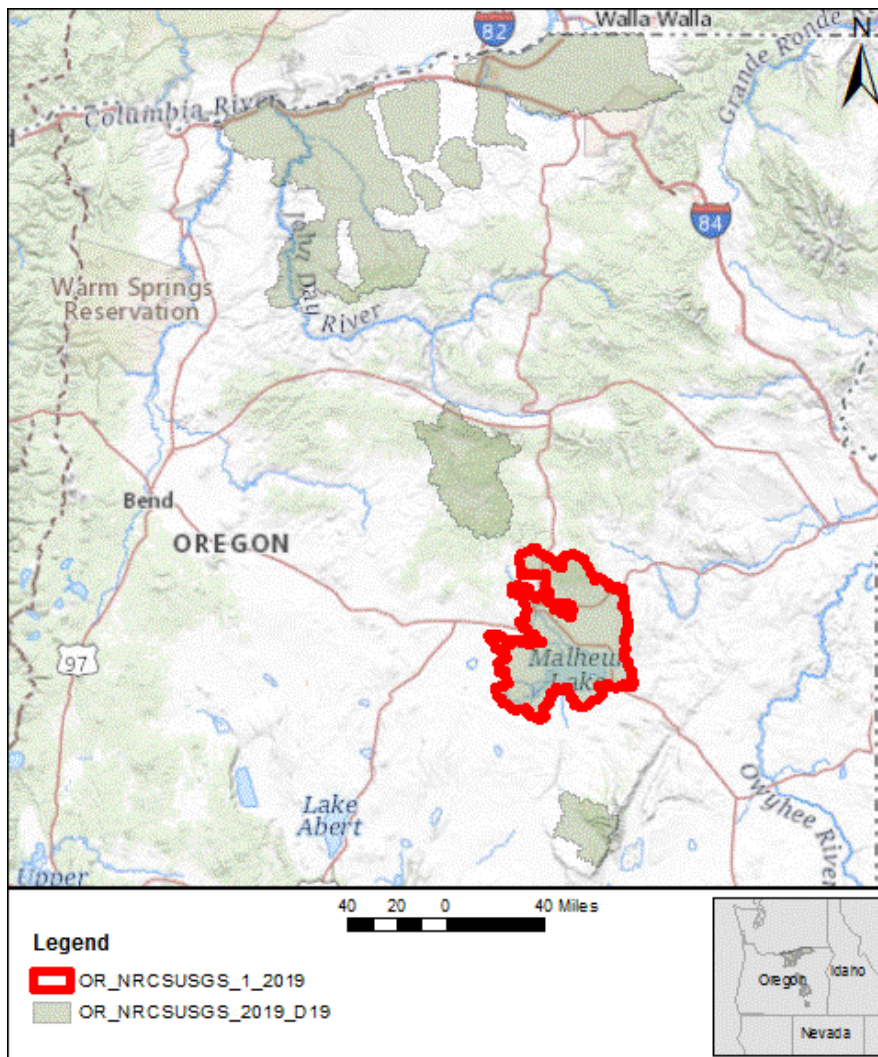 Walla Walla
82
N
Grande Ronde
Columbia River
John Day
River
84
Warm Springs
Reservation
Bend
OREGON
97
Malheur
Lake
Lake
Abert
Owyhee River
Upper
40 20 0 40 Miles
Legend
OR_NRCSUSGS_1_2019
OR_NRCSUSGS_2019_D19
Oregon
Idaho
Nevada